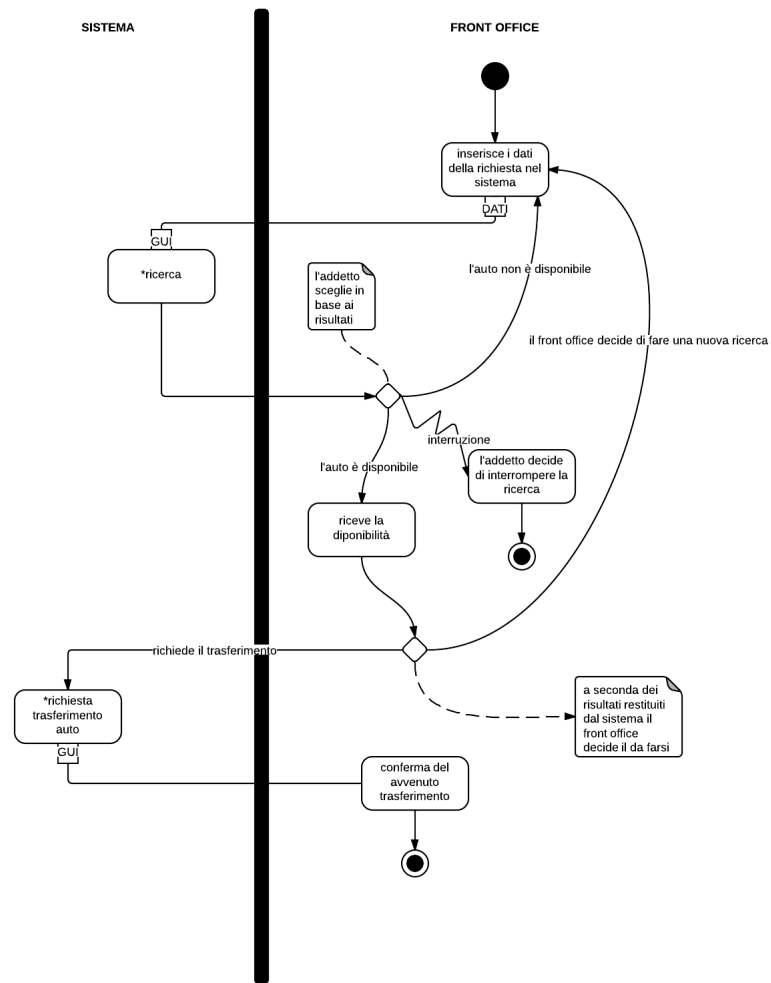 SISTEMA
FRONT OFFICE
inserisce i dati
della richiesta nel
sistema
DATI
GUI
*ricerca
l'addetto
sceglie in
base ai
risultati
l'auto non è disponibile
il front office decide di fare una nuova ricerca
interruzione
l'auto è disponibile
l'addetto decide
di interrompere la
ricerca
riceve la
diponibilità
richiede il trasferimento
*richiesta
trasferimento
auto
GUI
a seconda dei
risultati restituiti
dal sistema il
front office
decide il da farsi
conferma del
avvenuto
trasferimento